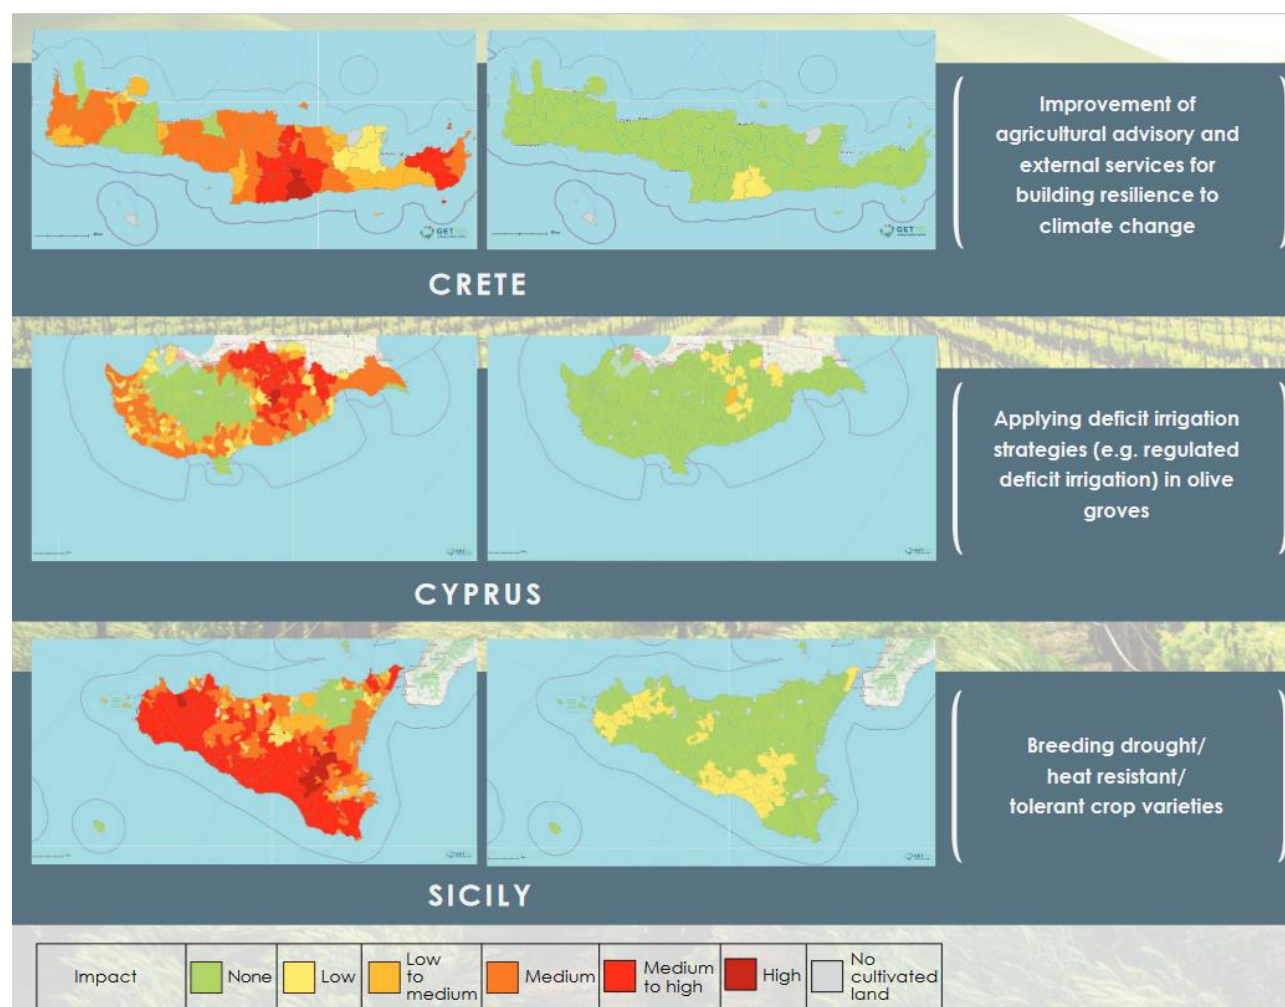 Improvement of
agricultural advisory and
external services for
building resilience to
climate change
CRETE
Applying deficit irrigation
strategies (e.g. regulated
deficit irrigation) in olive
groves
CYPRUS
Breeding drought/
heat resistant/
tolerant crop varieties
SICILY
Impact
None
Low
Low
to
medium
Medium
Medium
to high
High
No
cultivated
land